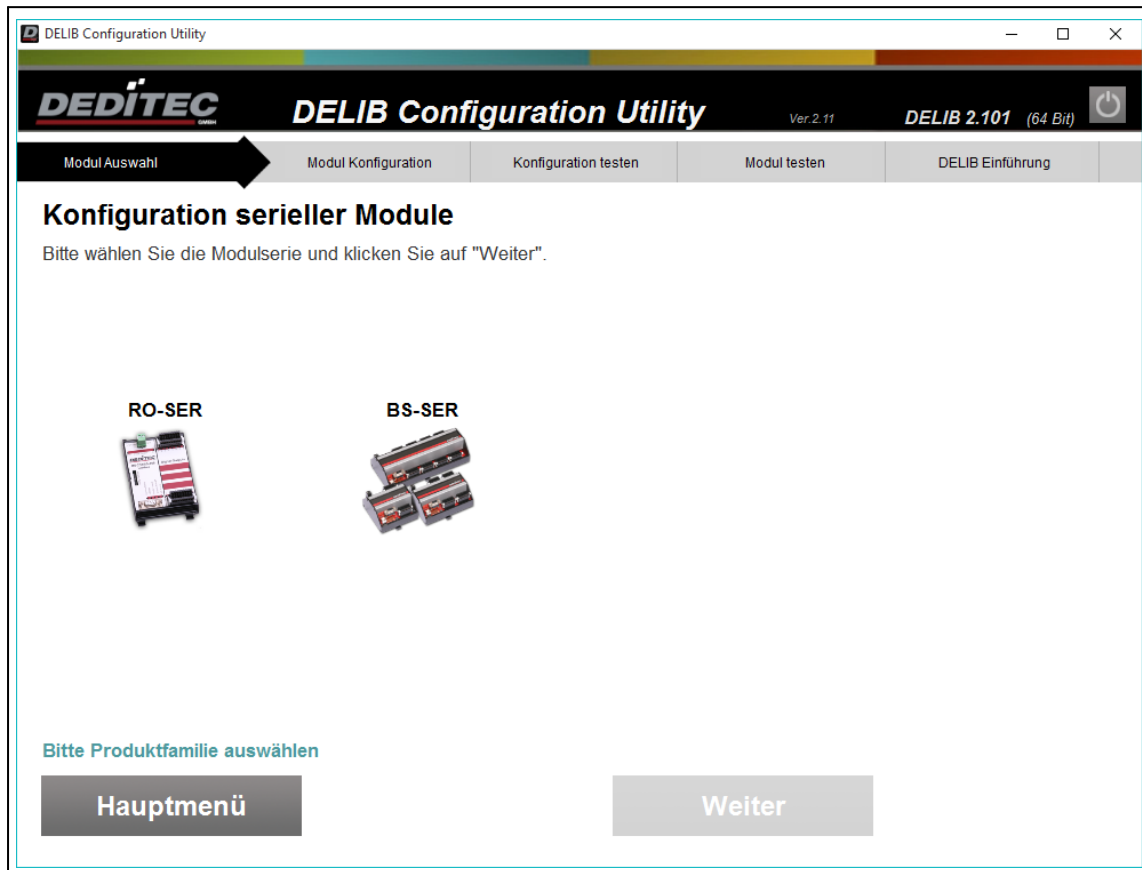 DELIB Configuration Utility
DEDITEC
GMBH
DELIB Configuration Utility
Ver.2.11
DELIB 2.101 (64 Bit)
Modul Auswahl
Modul Konfiguration
Konfiguration testen
Modul testen
DELIB Einführung
Konfiguration serieller Module
Bitte wählen Sie die Modulserie und klicken Sie auf "Weiter".
RO-SER
BS-SER
Bitte Produktfamilie auswählen
Hauptmenü
Weiter